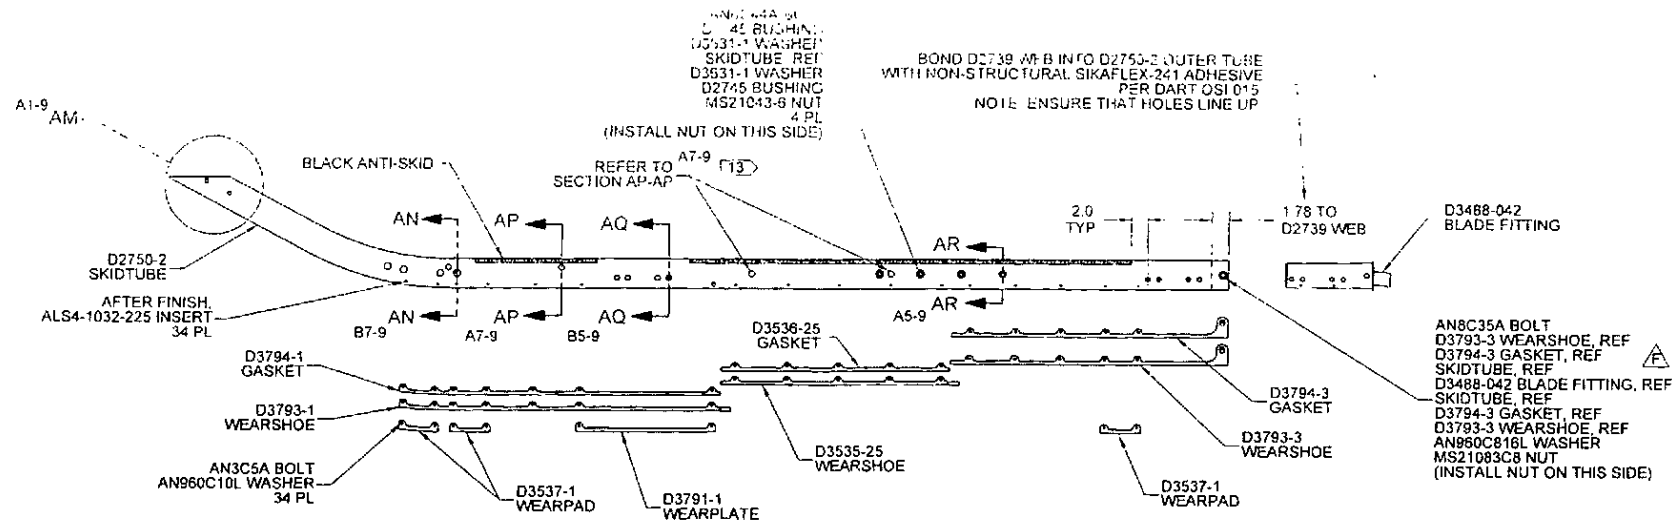 BUSHING
D3531-1 WASHER
SKIDTUBE, REF
D3531-1 WASHER
D2745 BUSHING
MS21043-6 NUT
4 PL
(INSTALL NUT ON THIS SIDE)
BOND D2739 WEB INTO D2750-2 OUTER TUBE
WITH NON-STRUCTURAL SIKAFLEX-241 ADHESIVE
PER DART OSI 015
NOTE: ENSURE THAT HOLES LINE UP
A1-9
AM
BLACK ANTI-SKID
REFER TO
SECTION AP-AP
A7-9
13
AN
AP
AQ
AR
2.0
TYP
1.78 TO
D2739 WEB
D3488-042
BLADE FITTING
D2750-2
SKIDTUBE
AFTER FINISH,
ALS4-1032-225 INSERT
34 PL
AN
B7-9
AP
A7-9
AQ
B5-9
AR
A5-9
D3794-1
GASKET
D3793-1
WEARSHOE
AN3C5A BOLT
AN960C10L WASHER
34 PL
D3537-1
WEARPAD
D3791-1
WEARPLATE
D3536-25
GASKET
D3535-25
WEARSHOE
D3794-3
GASKET
D3793-3
WEARSHOE
D3537-1
WEARPAD
AN8C35A BOLT
D3793-3 WEARSHOE, REF
D3794-3 GASKET, REF
SKIDTUBE, REF
D3488-042 BLADE FITTING, REF
SKIDTUBE, REF
D3794-3 GASKET, REF
D3793-3 WEARSHOE, REF
AN960C816L WASHER
MS21083C8 NUT
(INSTALL NUT ON THIS SIDE)
F